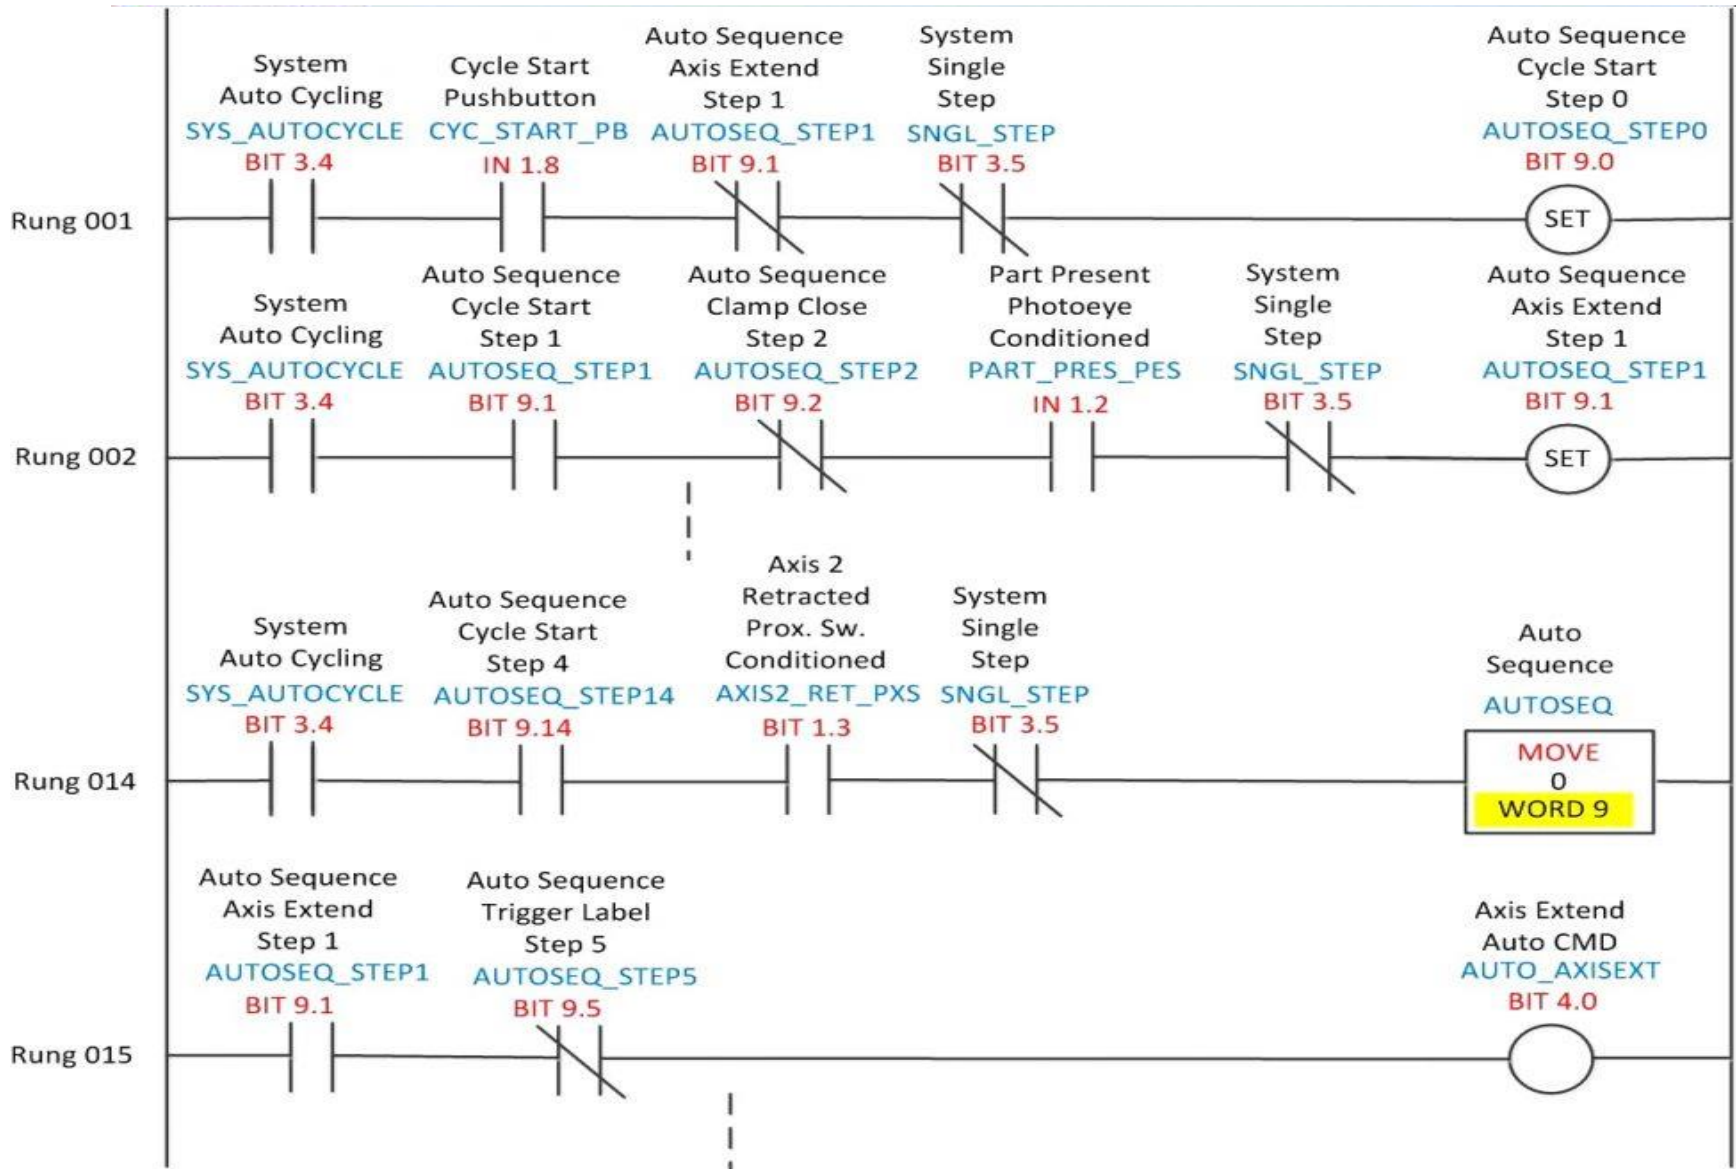 System
Auto Cycling
SYS_AUTOCYCLE
BIT 3.4
Cycle Start
Pushbutton
CYC_START_PB
IN 1.8
Auto Sequence
Axis Extend
Step 1
AUTOSEQ_STEP1
BIT 9.1
System
Single
Step
SNGL_STEP
BIT 3.5
Auto Sequence
Cycle Start
Step 0
AUTOSEQ_STEP0
BIT 9.0
Rung 001
SET
System
Auto Cycling
SYS_AUTOCYCLE
BIT 3.4
Auto Sequence
Cycle Start
Step 1
AUTOSEQ_STEP1
BIT 9.1
Auto Sequence
Clamp Close
Step 2
AUTOSEQ_STEP2
BIT 9.2
Part Present
Photoeye
Conditioned
PART_PRES_PES
IN 1.2
System
Single
Step
SNGL_STEP
BIT 3.5
Auto Sequence
Axis Extend
Step 1
AUTOSEQ_STEP1
BIT 9.1
Rung 002
SET
System
Auto Cycling
SYS_AUTOCYCLE
BIT 3.4
Auto Sequence
Cycle Start
Step 4
AUTOSEQ_STEP14
BIT 9.14
Axis 2
Retracted
Prox. Sw.
Conditioned
AXIS2_RET_PXS
BIT 1.3
System
Single
Step
SNGL_STEP
BIT 3.5
Auto
Sequence
AUTOSEQ
Rung 014
MOVE
0
WORD 9
Auto Sequence
Axis Extend
Step 1
AUTOSEQ_STEP1
BIT 9.1
Auto Sequence
Trigger Label
Step 5
AUTOSEQ_STEP5
BIT 9.5
Axis Extend
Auto CMD
AUTO_AXISEXT
BIT 4.0
Rung 015